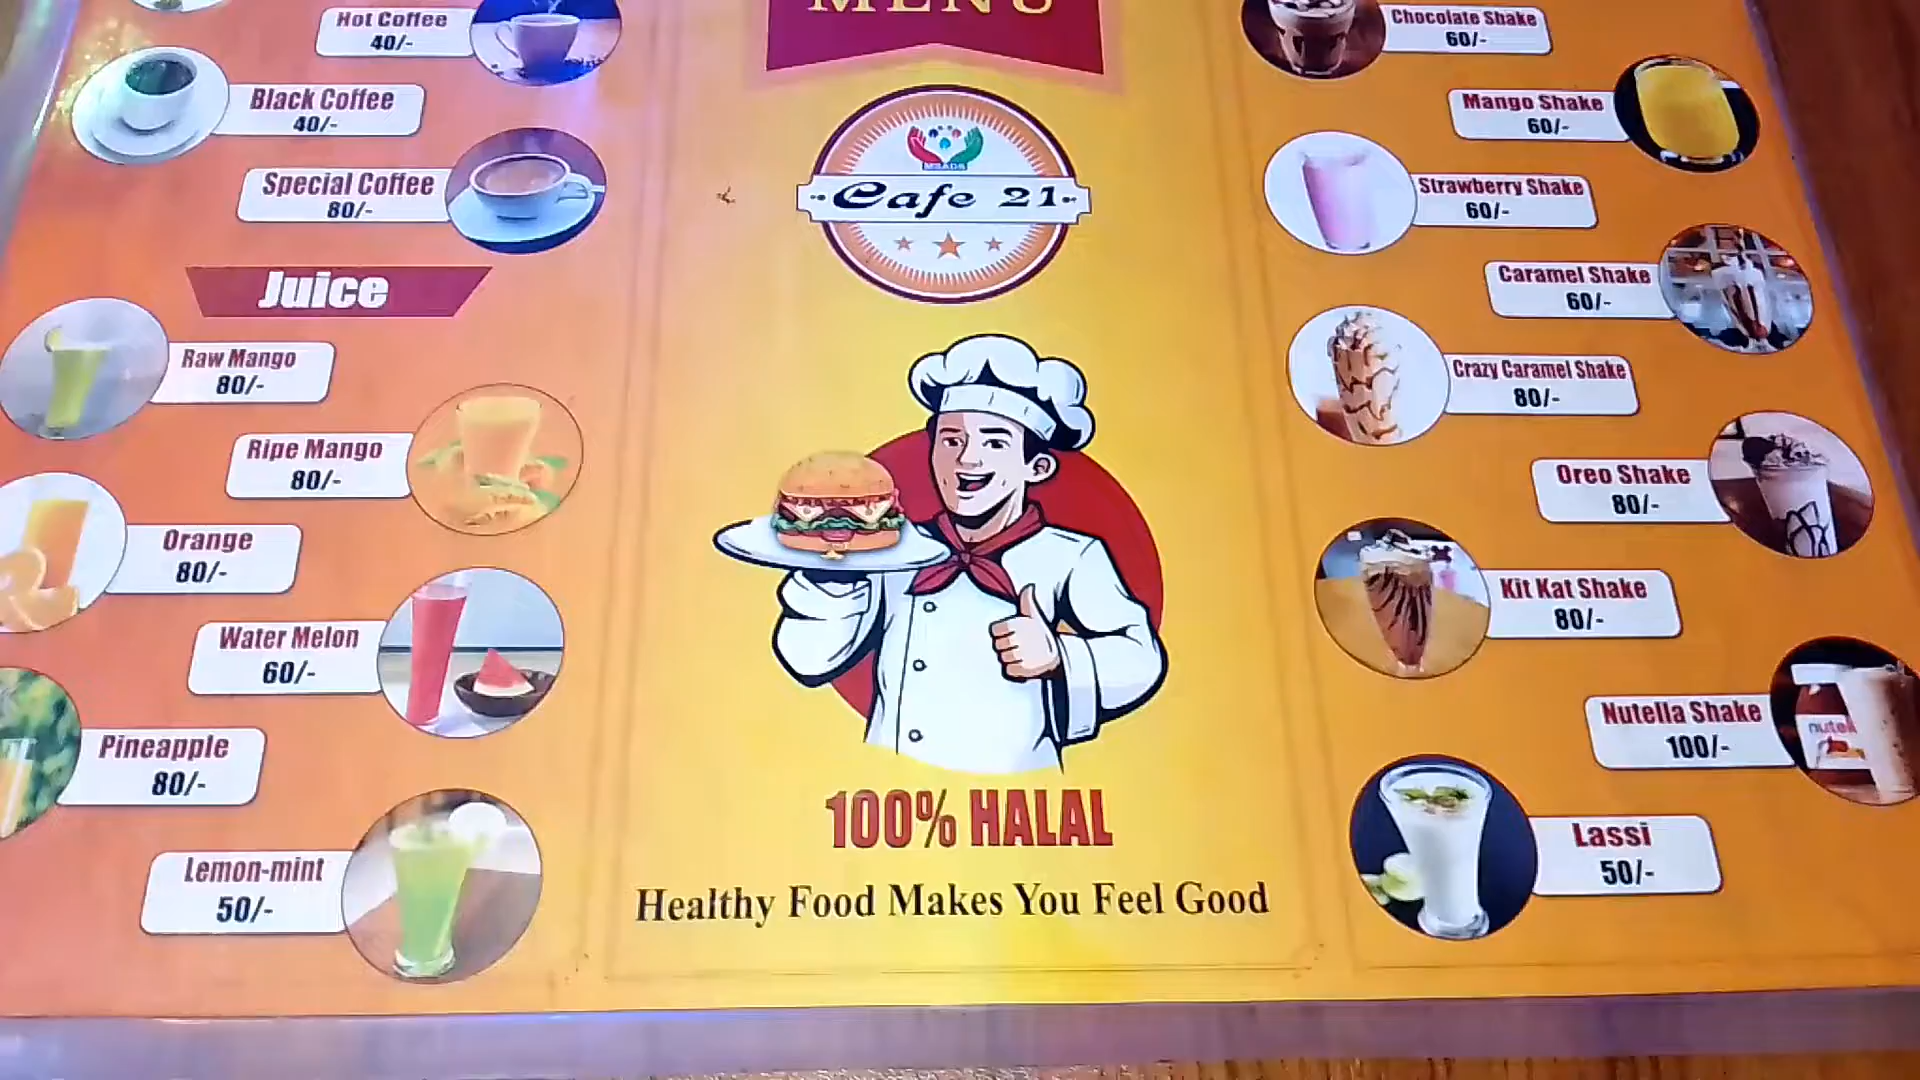 Hot Coffee
40/-
Black Coffee
40/-
Special Coffee
80/-
Juice
Raw Mango
80/-
Ripe Mango
80/-
Orange
80/-
Water Melon
60/-
Pineapple
80/-
Lemon-mint
50/-
MENU
Cafe 21
100% HALAL
Healthy Food Makes You Feel Good
Chocolate Shake
60/-
Mango Shake
60/-
Strawberry Shake
60/-
Caramel Shake
60/-
Crazy Caramel Shake
80/-
Oreo Shake
80/-
Kit Kat Shake
80/-
Nutella Shake
100/-
Lassi
50/-